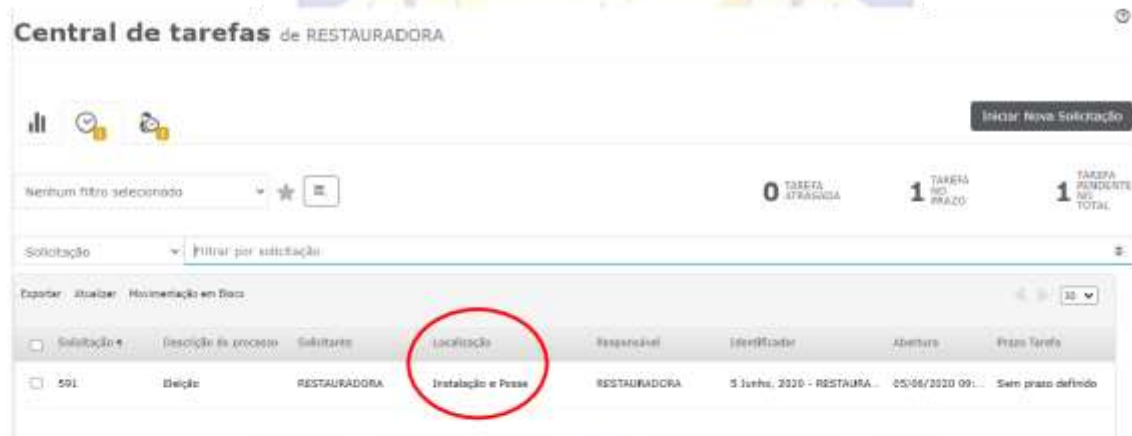 Central de tarefas de RESTAURADORA
Iniciar Nova Solicitação
Nenhum filtro selecionado
0 TAREFA ATRASADA
1 TAREFA NO PRAZO
1 TAREFA PENDENTE NO TOTAL
Solicitação Filtrar por solicitação
Exportar Atualizar Movimentação em Bloco
Solicitação Descrição do processo Solicitante Localização Responsável Identificador Abertura Prazo Tarefa
591 Eleição RESTAURADORA Instalação e Posse RESTAURADORA 5 Junho, 2020 - RESTAURA... 05/06/2020 09:... Sem prazo definido